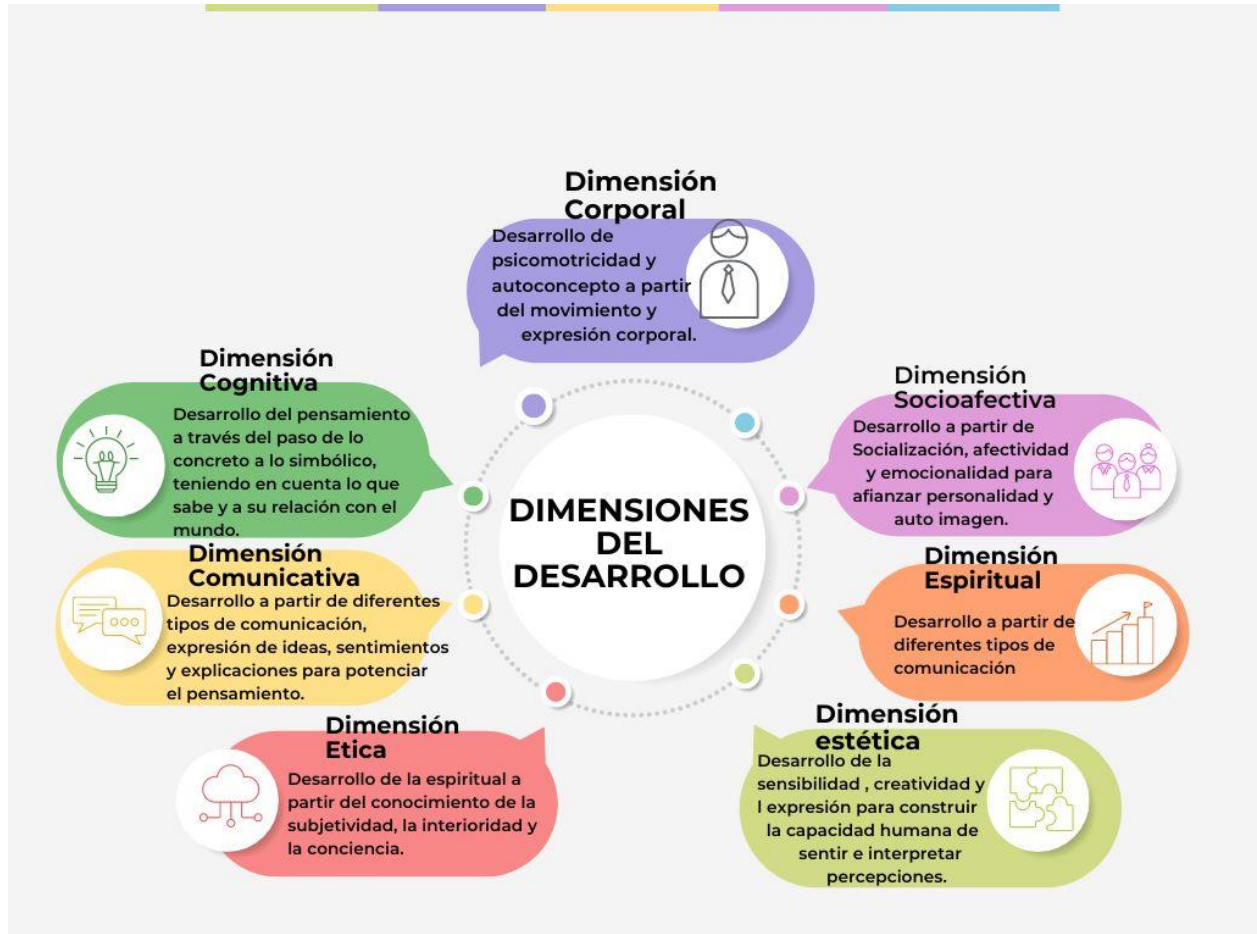 Dimensión
Corporal
Desarrollo de
psicomotricidad y
autoconcepto a partir
del movimiento y
expresión corporal.
Dimensión
Cognitiva
Desarrollo del pensamiento
a través del paso de lo
concreto a lo simbólico,
teniendo en cuenta lo que
sabe y a su relación con el
mundo.
Dimensión
Socioafectiva
Desarrollo a partir de
Socialización, afectividad
y emocionalidad para
afianzar personalidad y
auto imagen.
DIMENSIONES
DEL
DESARROLLO
Dimensión
Comunicativa
Desarrollo a partir de diferentes
tipos de comunicación,
expresión de ideas, sentimientos
y explicaciones para potenciar
el pensamiento.
Dimensión
Espiritual
Desarrollo a partir de
diferentes tipos de
comunicación
Dimensión
Etica
Desarrollo de la espiritual a
partir del conocimiento de la
subjetividad, la interioridad y
la conciencia.
Dimensión
estética
Desarrollo de la
sensibilidad , creatividad y
l expresión para construir
la capacidad humana de
sentir e interpretar
percepciones.